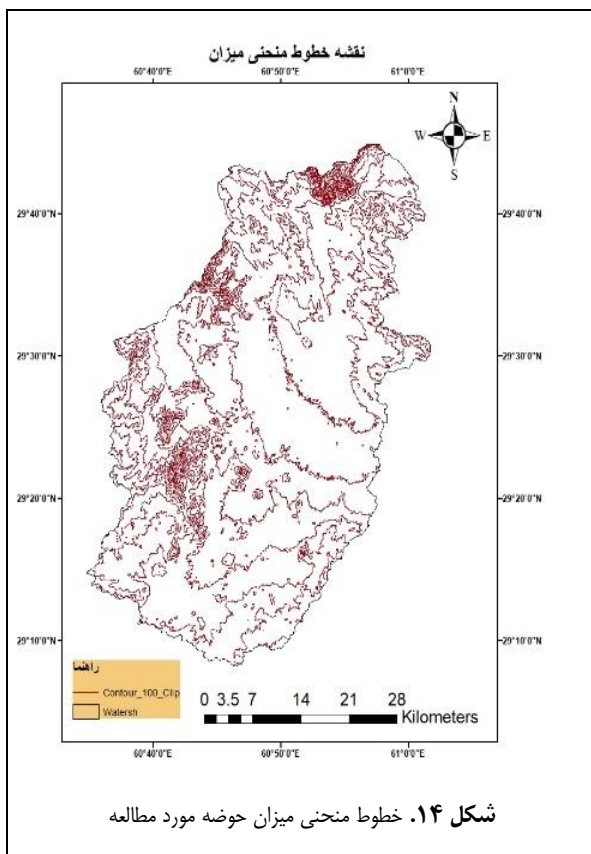 نقشه خطوط منحنی میزان
60°40'0"E 60°50'0"E 61°0'0"E
N
W E
S
29°40'0"N 29°40'0"N
29°30'0"N 29°30'0"N
29°20'0"N 29°20'0"N
29°10'0"N 29°10'0"N
راهنما
Contour_100_Clip
Watersh
0 3.5 7 14 21 28
Kilometers
60°40'0"E 60°50'0"E 61°0'0"E
شکل ۱۴. خطوط منحنی میزان حوضه مورد مطالعه